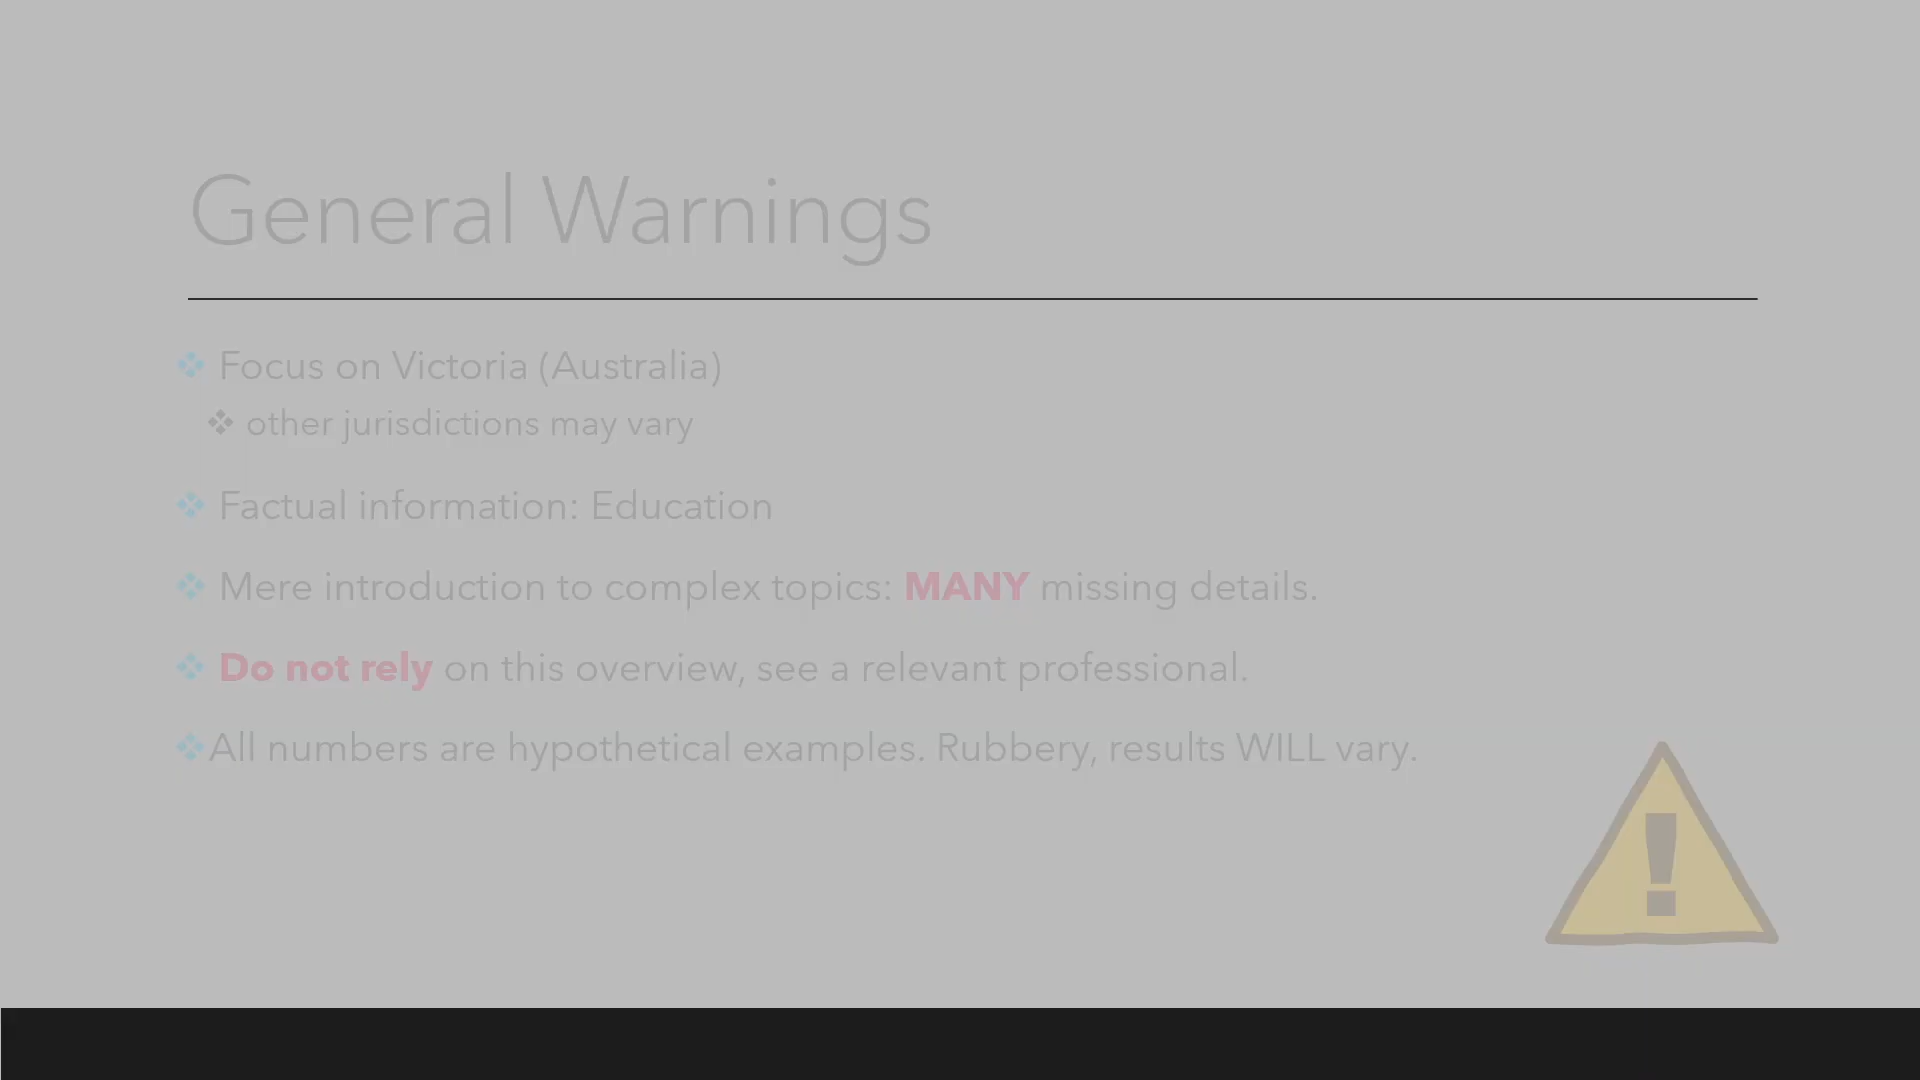 General Warnings
Focus on Victoria (Australia)
other jurisdictions may vary
Factual information: Education
Mere introduction to complex topics: MANY missing details.
Do not rely on this overview, see a relevant professional.
All numbers are hypothetical examples. Rubbery, results WILL vary.
!